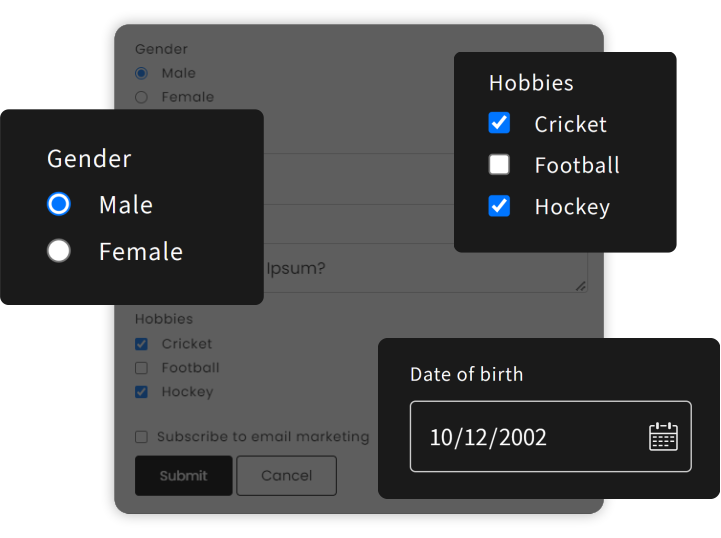 Gender
Male
Female
Hobbies
Cricket
Football
Hockey
Gender
Male
Female
Ipsum?
Hobbies
Cricket
Football
Hockey
Date of birth
10/12/2002
Subscribe to email marketing
Submit
Cancel